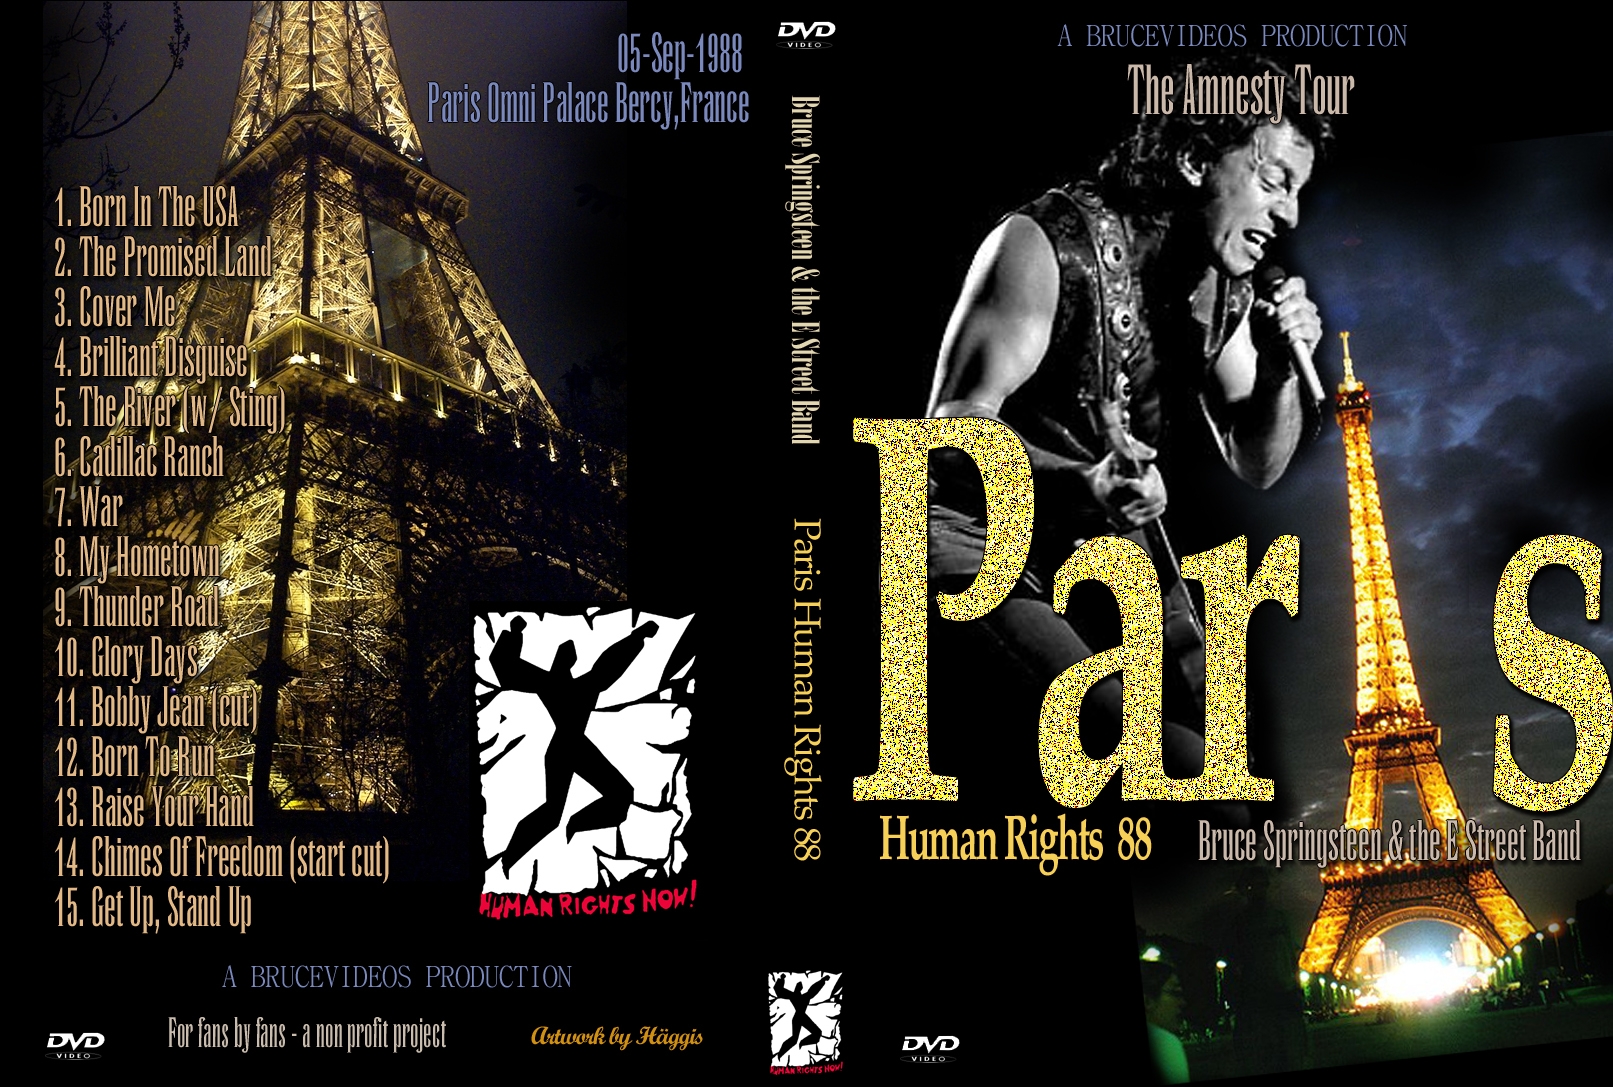 05-Sep-1988
Paris Omni Palace Bercy,France
1. Born In The USA
2. The Promised Land
3. Cover Me
4. Brilliant Disguise
5. The River (w/ Sting)
6. Cadillac Ranch
7. War
8. My Hometown
9. Thunder Road
10. Glory Days
11. Bobby Jean (cut)
12. Born To Run
13. Raise Your Hand
14. Chimes Of Freedom (start cut)
15. Get Up, Stand Up
HUMAN RIGHTS NOW!
A BRUCEVIDEOS PRODUCTION
DVD
VIDEO
For fans by fans - a non profit project
Artwork by Häggis
DVD
VIDEO
Bruce Springsteen & the E Street Band
Paris Human Rights 88
HUMAN RIGHTS NOW!
A BRUCEVIDEOS PRODUCTION
The Amnesty Tour
Par s
Human Rights 88
Bruce Springsteen & the E Street Band
DVD
VIDEO